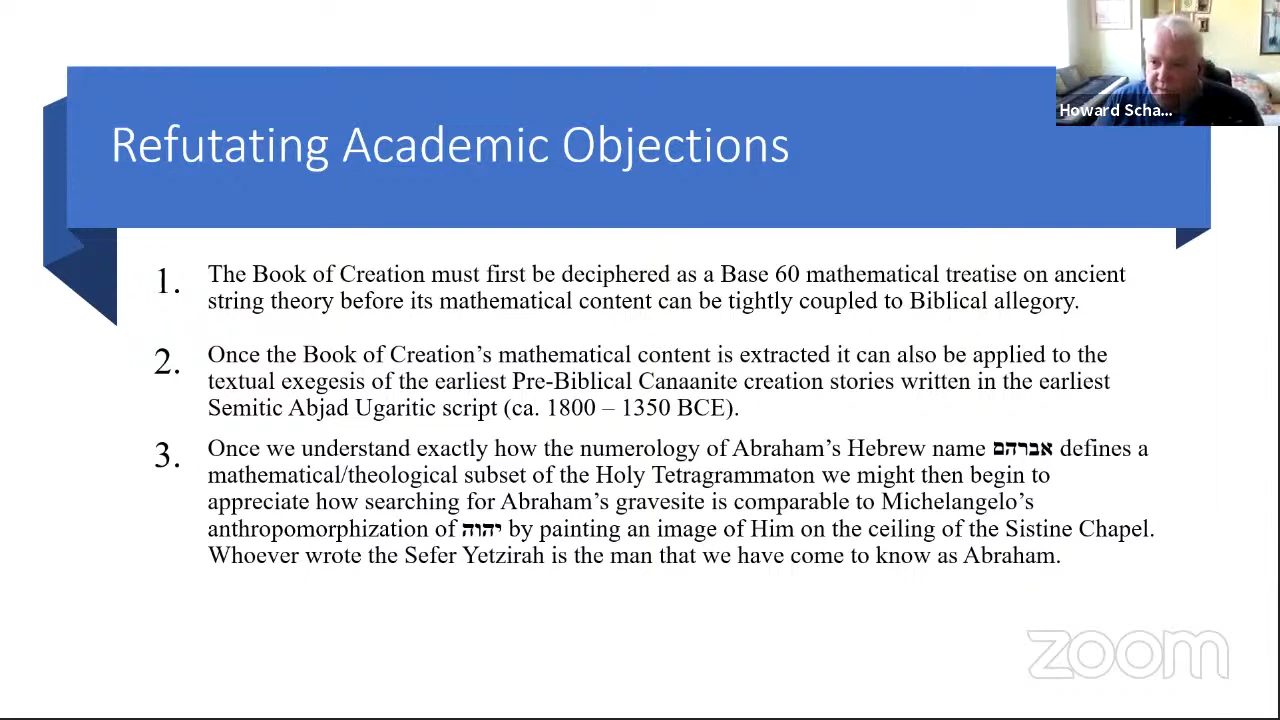 Howard Scha...
Refutating Academic Objections
1. The Book of Creation must first be deciphered as a Base 60 mathematical treatise on ancient
string theory before its mathematical content can be tightly coupled to Biblical allegory.
2. Once the Book of Creation’s mathematical content is extracted it can also be applied to the
textual exegesis of the earliest Pre-Biblical Canaanite creation stories written in the earliest
Semitic Abjad Ugaritic script (ca. 1800 – 1350 BCE).
3. Once we understand exactly how the numerology of Abraham’s Hebrew name אברהם defines a
mathematical/theological subset of the Holy Tetragrammaton we might then begin to
appreciate how searching for Abraham’s gravesite is comparable to Michelangelo’s
anthropomorphization of יהוה by painting an image of Him on the ceiling of the Sistine Chapel.
Whoever wrote the Sefer Yetzirah is the man that we have come to know as Abraham.
zoom